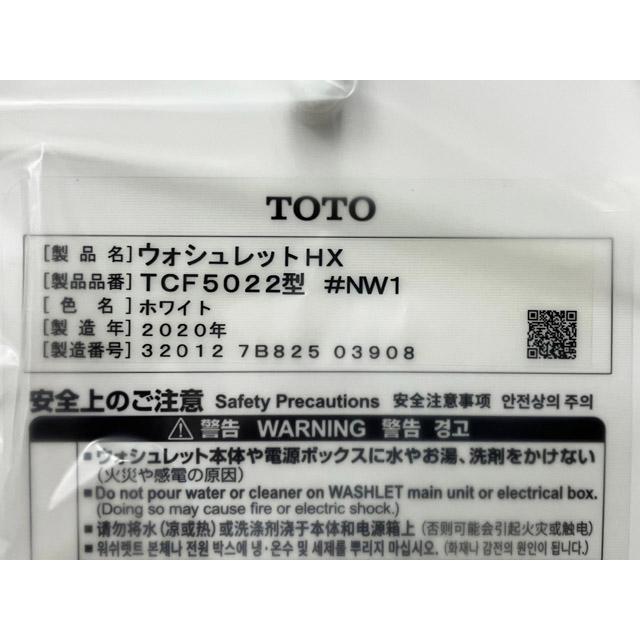 TOTO
[製品名]ウォシュレットHX
[製品品番]TCF5022型 #NW1
[色名]ホワイト
[製造年]2020年
[製造番号]32012 7B825 03908
安全上のご注意 Safety Precautions 安全注意事项 안전상의 주의
⚠警告 WARNING 警告 경고
■ウォシュレット本体や電源ボックスに水やお湯、洗剤をかけない
(火災や感電の原因)
■Do not pour water or cleaner on WASHLET main unit or electrical box.
(Doing so may cause fire or electric shock.)
■请勿将水(凉或热)或洗涤剂浇于本体和电源箱上 (否则可能会引起火灾或触电)
■워쉬렛트 본체나 전원 박스에 냉·온수 및 세제를 뿌리지 마십시오. (화재나 감전의 원인이 됩니다.)